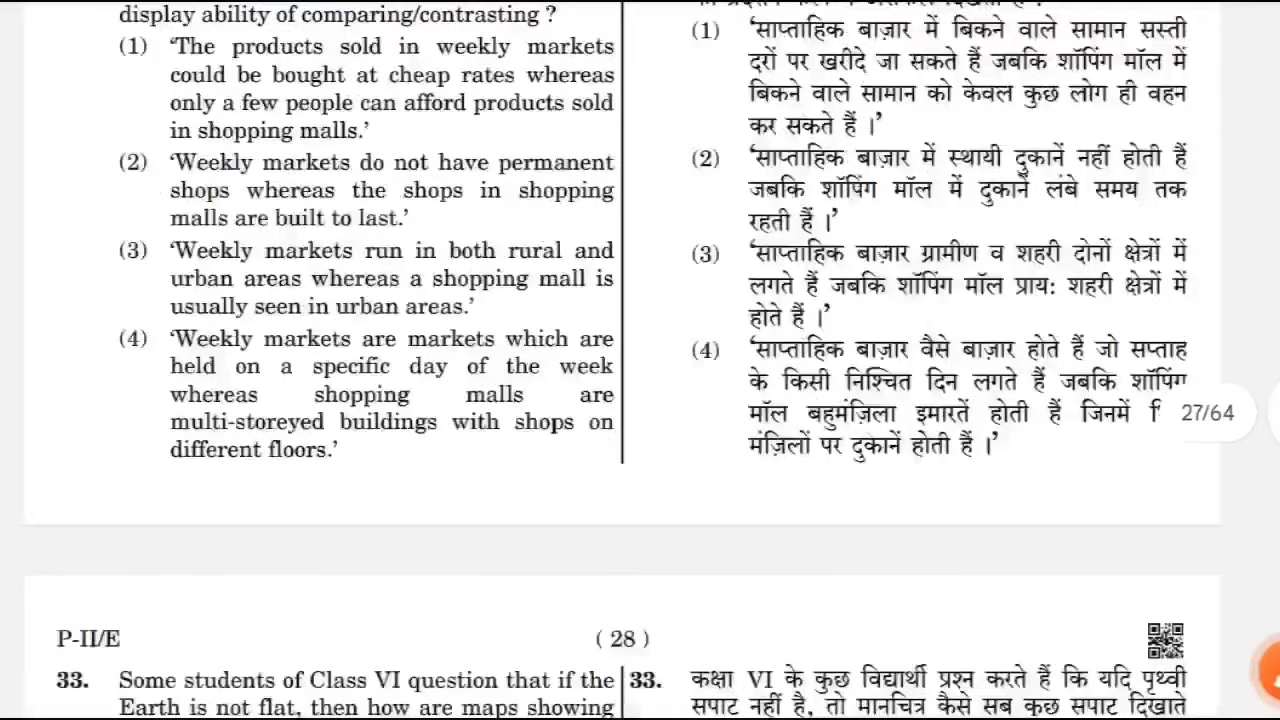 display ability of comparing/contrasting ?
(1) 'The products sold in weekly markets
could be bought at cheap rates whereas
only a few people can afford products sold
in shopping malls.'
(2) 'Weekly markets do not have permanent
shops whereas the shops in shopping
malls are built to last.'
(3) 'Weekly markets run in both rural and
urban areas whereas a shopping mall is
usually seen in urban areas.'
(4) 'Weekly markets are markets which are
held on a specific day of the week
whereas shopping malls are
multi-storeyed buildings with shops on
different floors.'
(1) 'साप्ताहिक बाज़ार में बिकने वाले सामान सस्ती
दरों पर खरीदे जा सकते हैं जबकि शॉपिंग मॉल में
बिकने वाले सामान को केवल कुछ लोग ही वहन
कर सकते हैं ।'
(2) 'साप्ताहिक बाज़ार में स्थायी दुकानें नहीं होती हैं
जबकि शॉपिंग मॉल में दुकानें लंबे समय तक
रहती हैं ।'
(3) 'साप्ताहिक बाज़ार ग्रामीण व शहरी दोनों क्षेत्रों में
लगते हैं जबकि शॉपिंग मॉल प्रायः शहरी क्षेत्रों में
होते हैं ।'
(4) 'साप्ताहिक बाज़ार वैसे बाज़ार होते हैं जो सप्ताह
के किसी निश्चित दिन लगते हैं जबकि शॉपिंग
मॉल बहुमंज़िला इमारतें होती हैं जिनमें
मंज़िलों पर दुकानें होती हैं ।'
27/64
P-II/E
( 28 )
33. Some students of Class VI question that if the
Earth is not flat, then how are maps showing
33. कक्षा VI के कुछ विद्यार्थी प्रश्न करते हैं कि यदि पृथ्वी
सपाट नहीं है, तो मानचित्र कैसे सब कुछ सपाट दिखाते